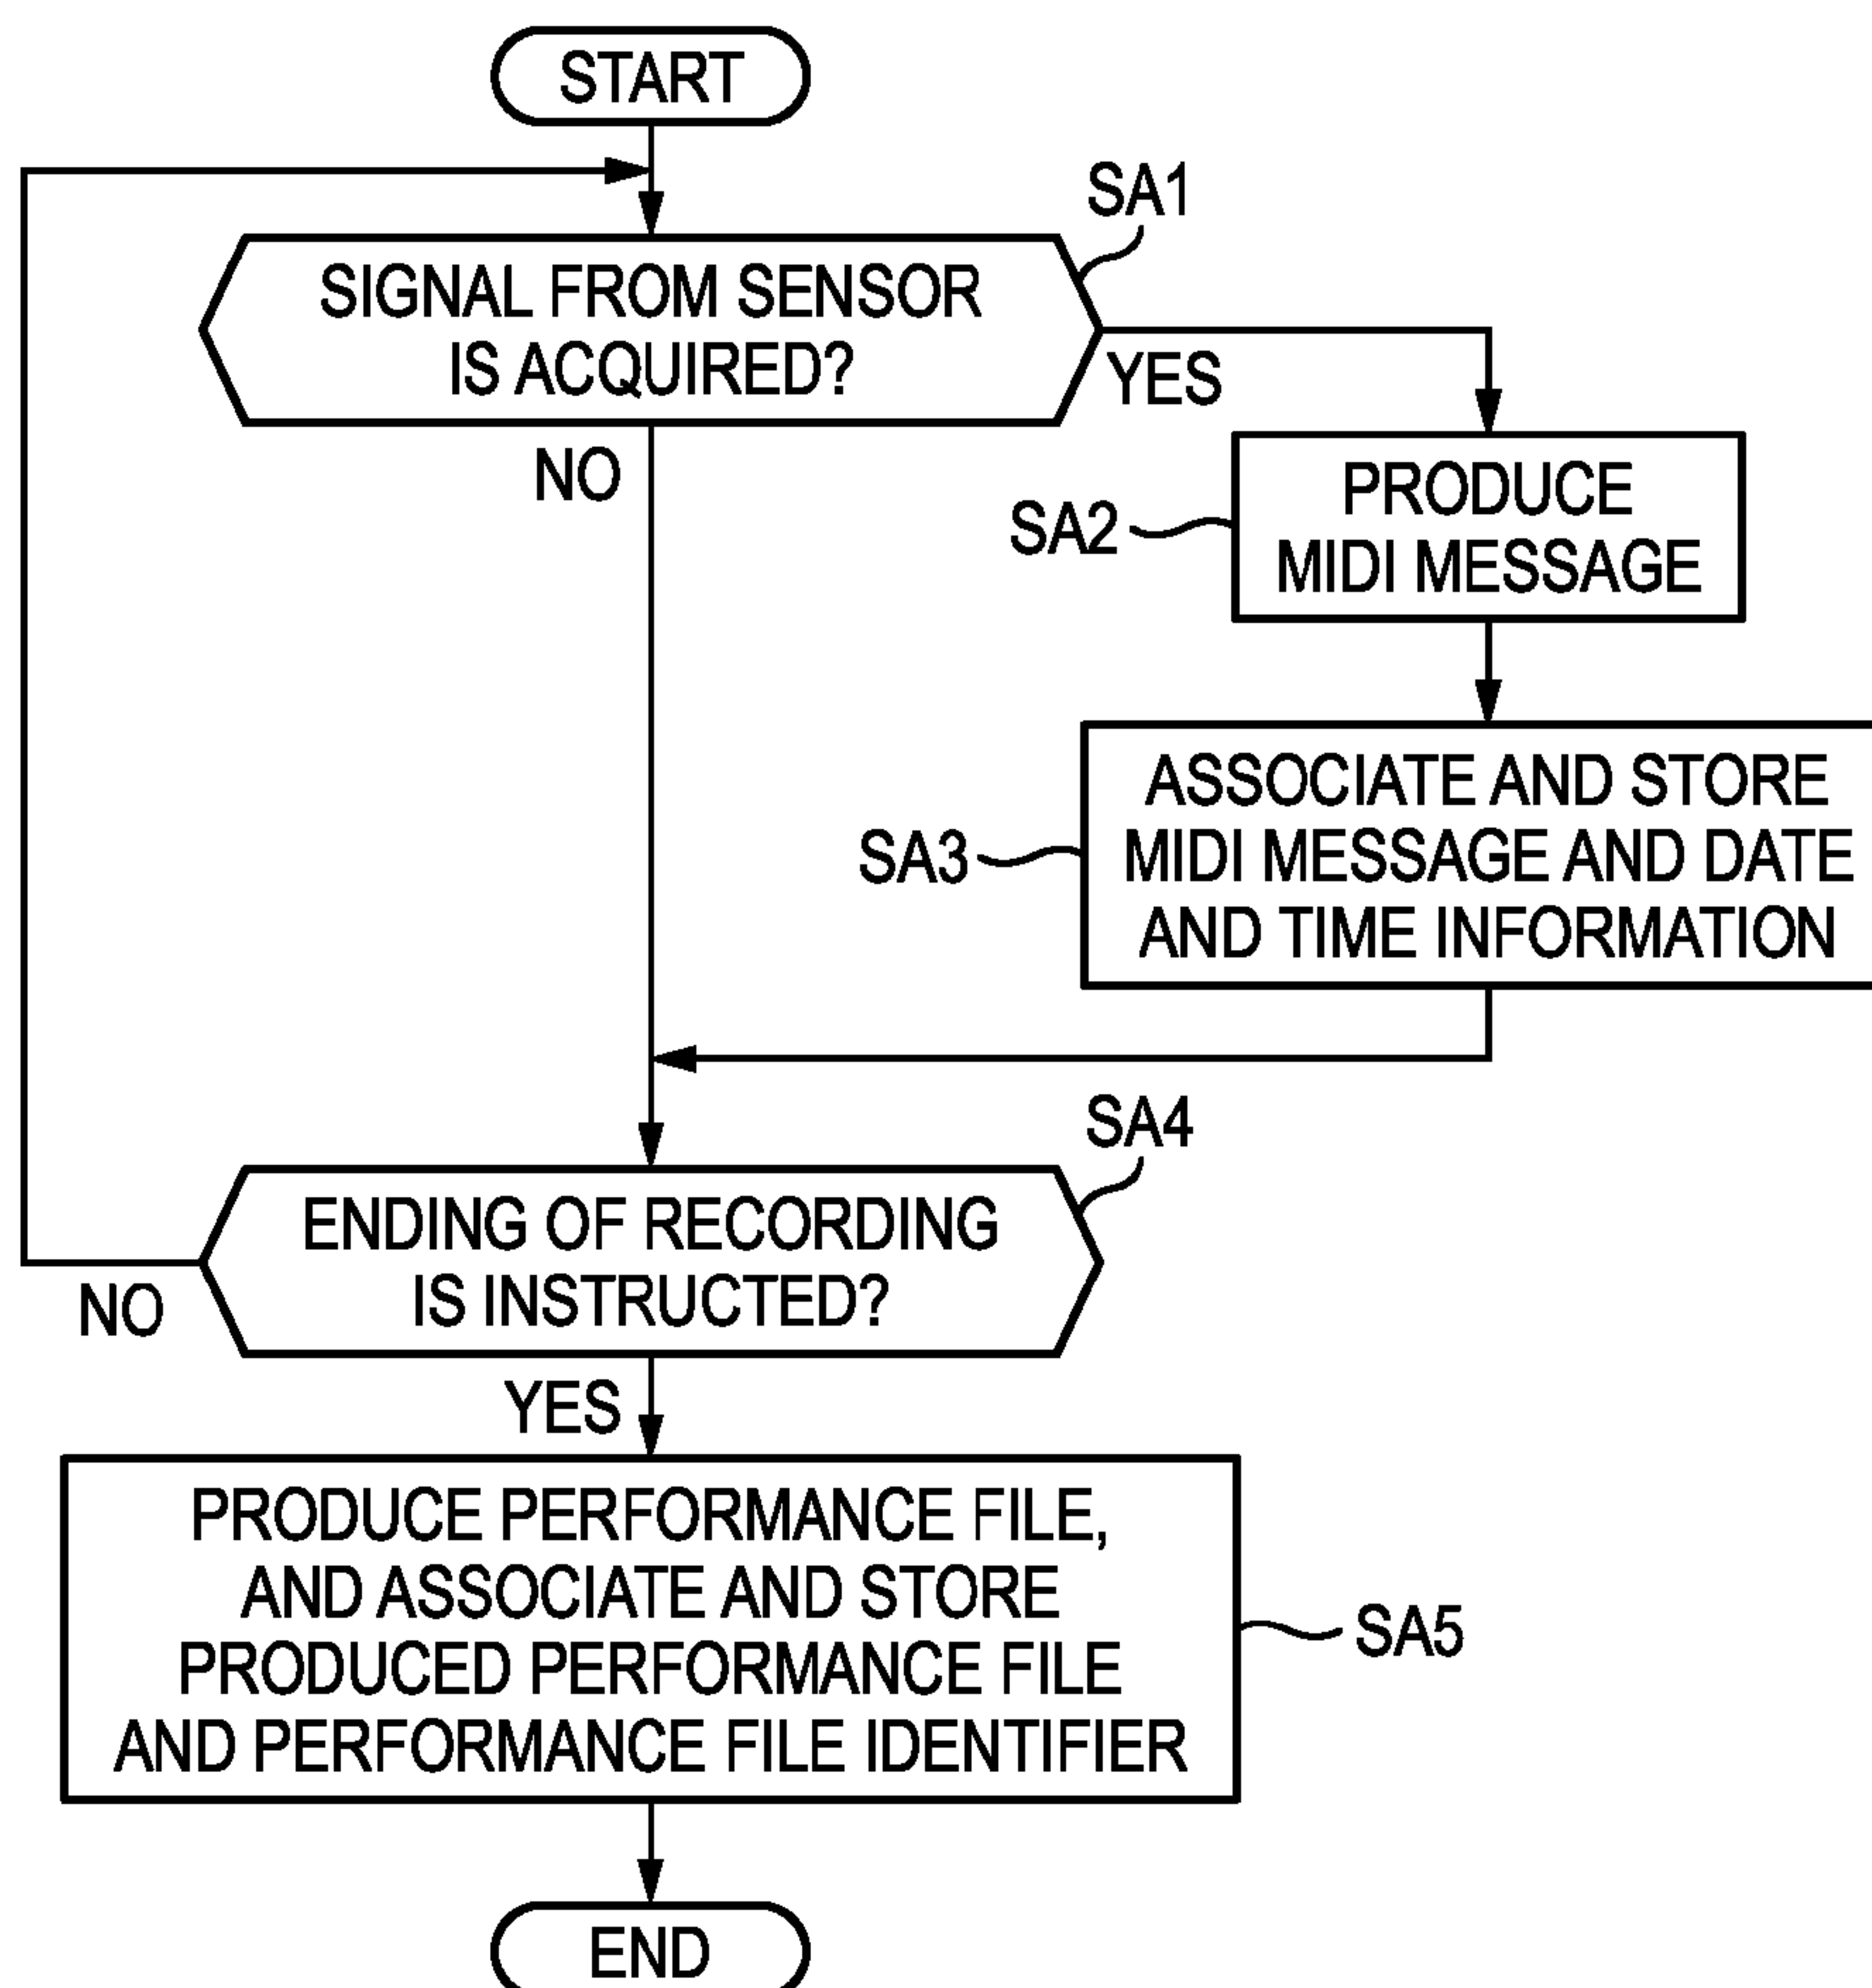 START
SA1
SIGNAL FROM SENSOR
IS ACQUIRED?
YES
NO
PRODUCE
MIDI MESSAGE
SA2
ASSOCIATE AND STORE
MIDI MESSAGE AND DATE
AND TIME INFORMATION
SA3
SA4
ENDING OF RECORDING
IS INSTRUCTED?
NO
YES
PRODUCE PERFORMANCE FILE,
AND ASSOCIATE AND STORE
PRODUCED PERFORMANCE FILE
AND PERFORMANCE FILE IDENTIFIER
SA5
END